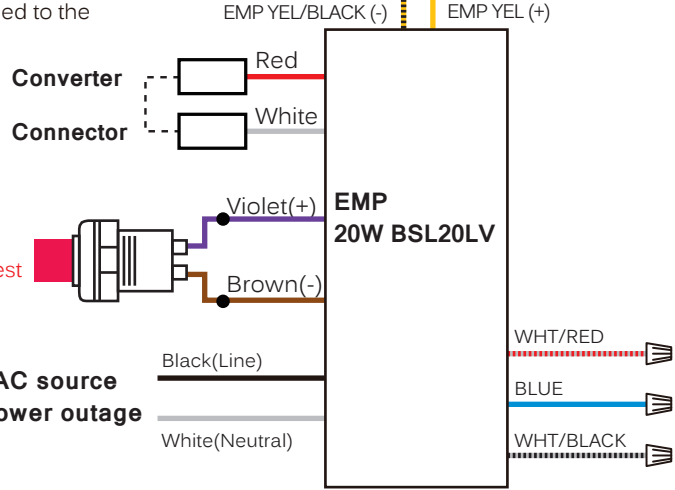 ed to the
EMP YEL/BLACK (-)
EMP YEL (+)
Converter
Red
Connector
White
EMP
20W BSL20LV
Violet(+)
est
Brown(-)
Black(Line)
AC source
ower outage
White(Neutral)
WHT/RED
BLUE
WHT/BLACK